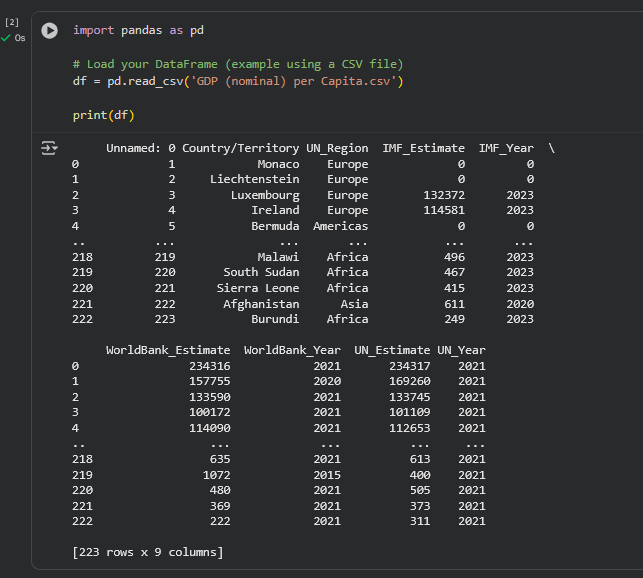 [2]
0s
import pandas as pd
# Load your DataFrame (example using a CSV file)
df = pd.read_csv('GDP (nominal) per Capita.csv')
print(df)
Unnamed: 0 Country/Territory UN_Region IMF_Estimate IMF_Year \
0 1 Monaco Europe 0 0
1 2 Liechtenstein Europe 0 0
2 3 Luxembourg Europe 132372 2023
3 4 Ireland Europe 114581 2023
4 5 Bermuda Americas 0 0
.. ... ... ... ... ...
218 219 Malawi Africa 496 2023
219 220 South Sudan Africa 467 2023
220 221 Sierra Leone Africa 415 2023
221 222 Afghanistan Asia 611 2020
222 223 Burundi Africa 249 2023
WorldBank_Estimate WorldBank_Year UN_Estimate UN_Year
0 234316 2021 234317 2021
1 157755 2020 169260 2021
2 133590 2021 133745 2021
3 100172 2021 101109 2021
4 114090 2021 112653 2021
.. ... ... ... ...
218 635 2021 613 2021
219 1072 2015 400 2021
220 480 2021 505 2021
221 369 2021 373 2021
222 222 2021 311 2021
[223 rows x 9 columns]